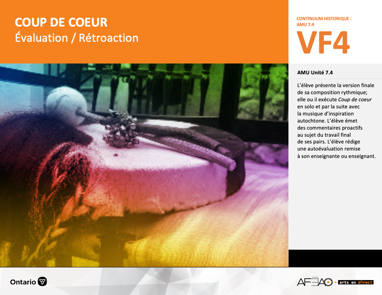 COUP DE COEUR
Évaluation / Rétroaction
CONTINUUM HISTORIQUE :
AMU 7.4
VF4
AMU Unité 7.4
L'élève présente la version finale
de sa composition rythmique;
elle ou il exécute Coup de coeur
en solo et par la suite avec
la musique d'inspiration
autochtone. L'élève émet
des commentaires proactifs
au sujet du travail final
de ses pairs. L'élève rédige
une autoévaluation remise
à son enseignante ou enseignant.
Ontario
AFEAO arts en direct